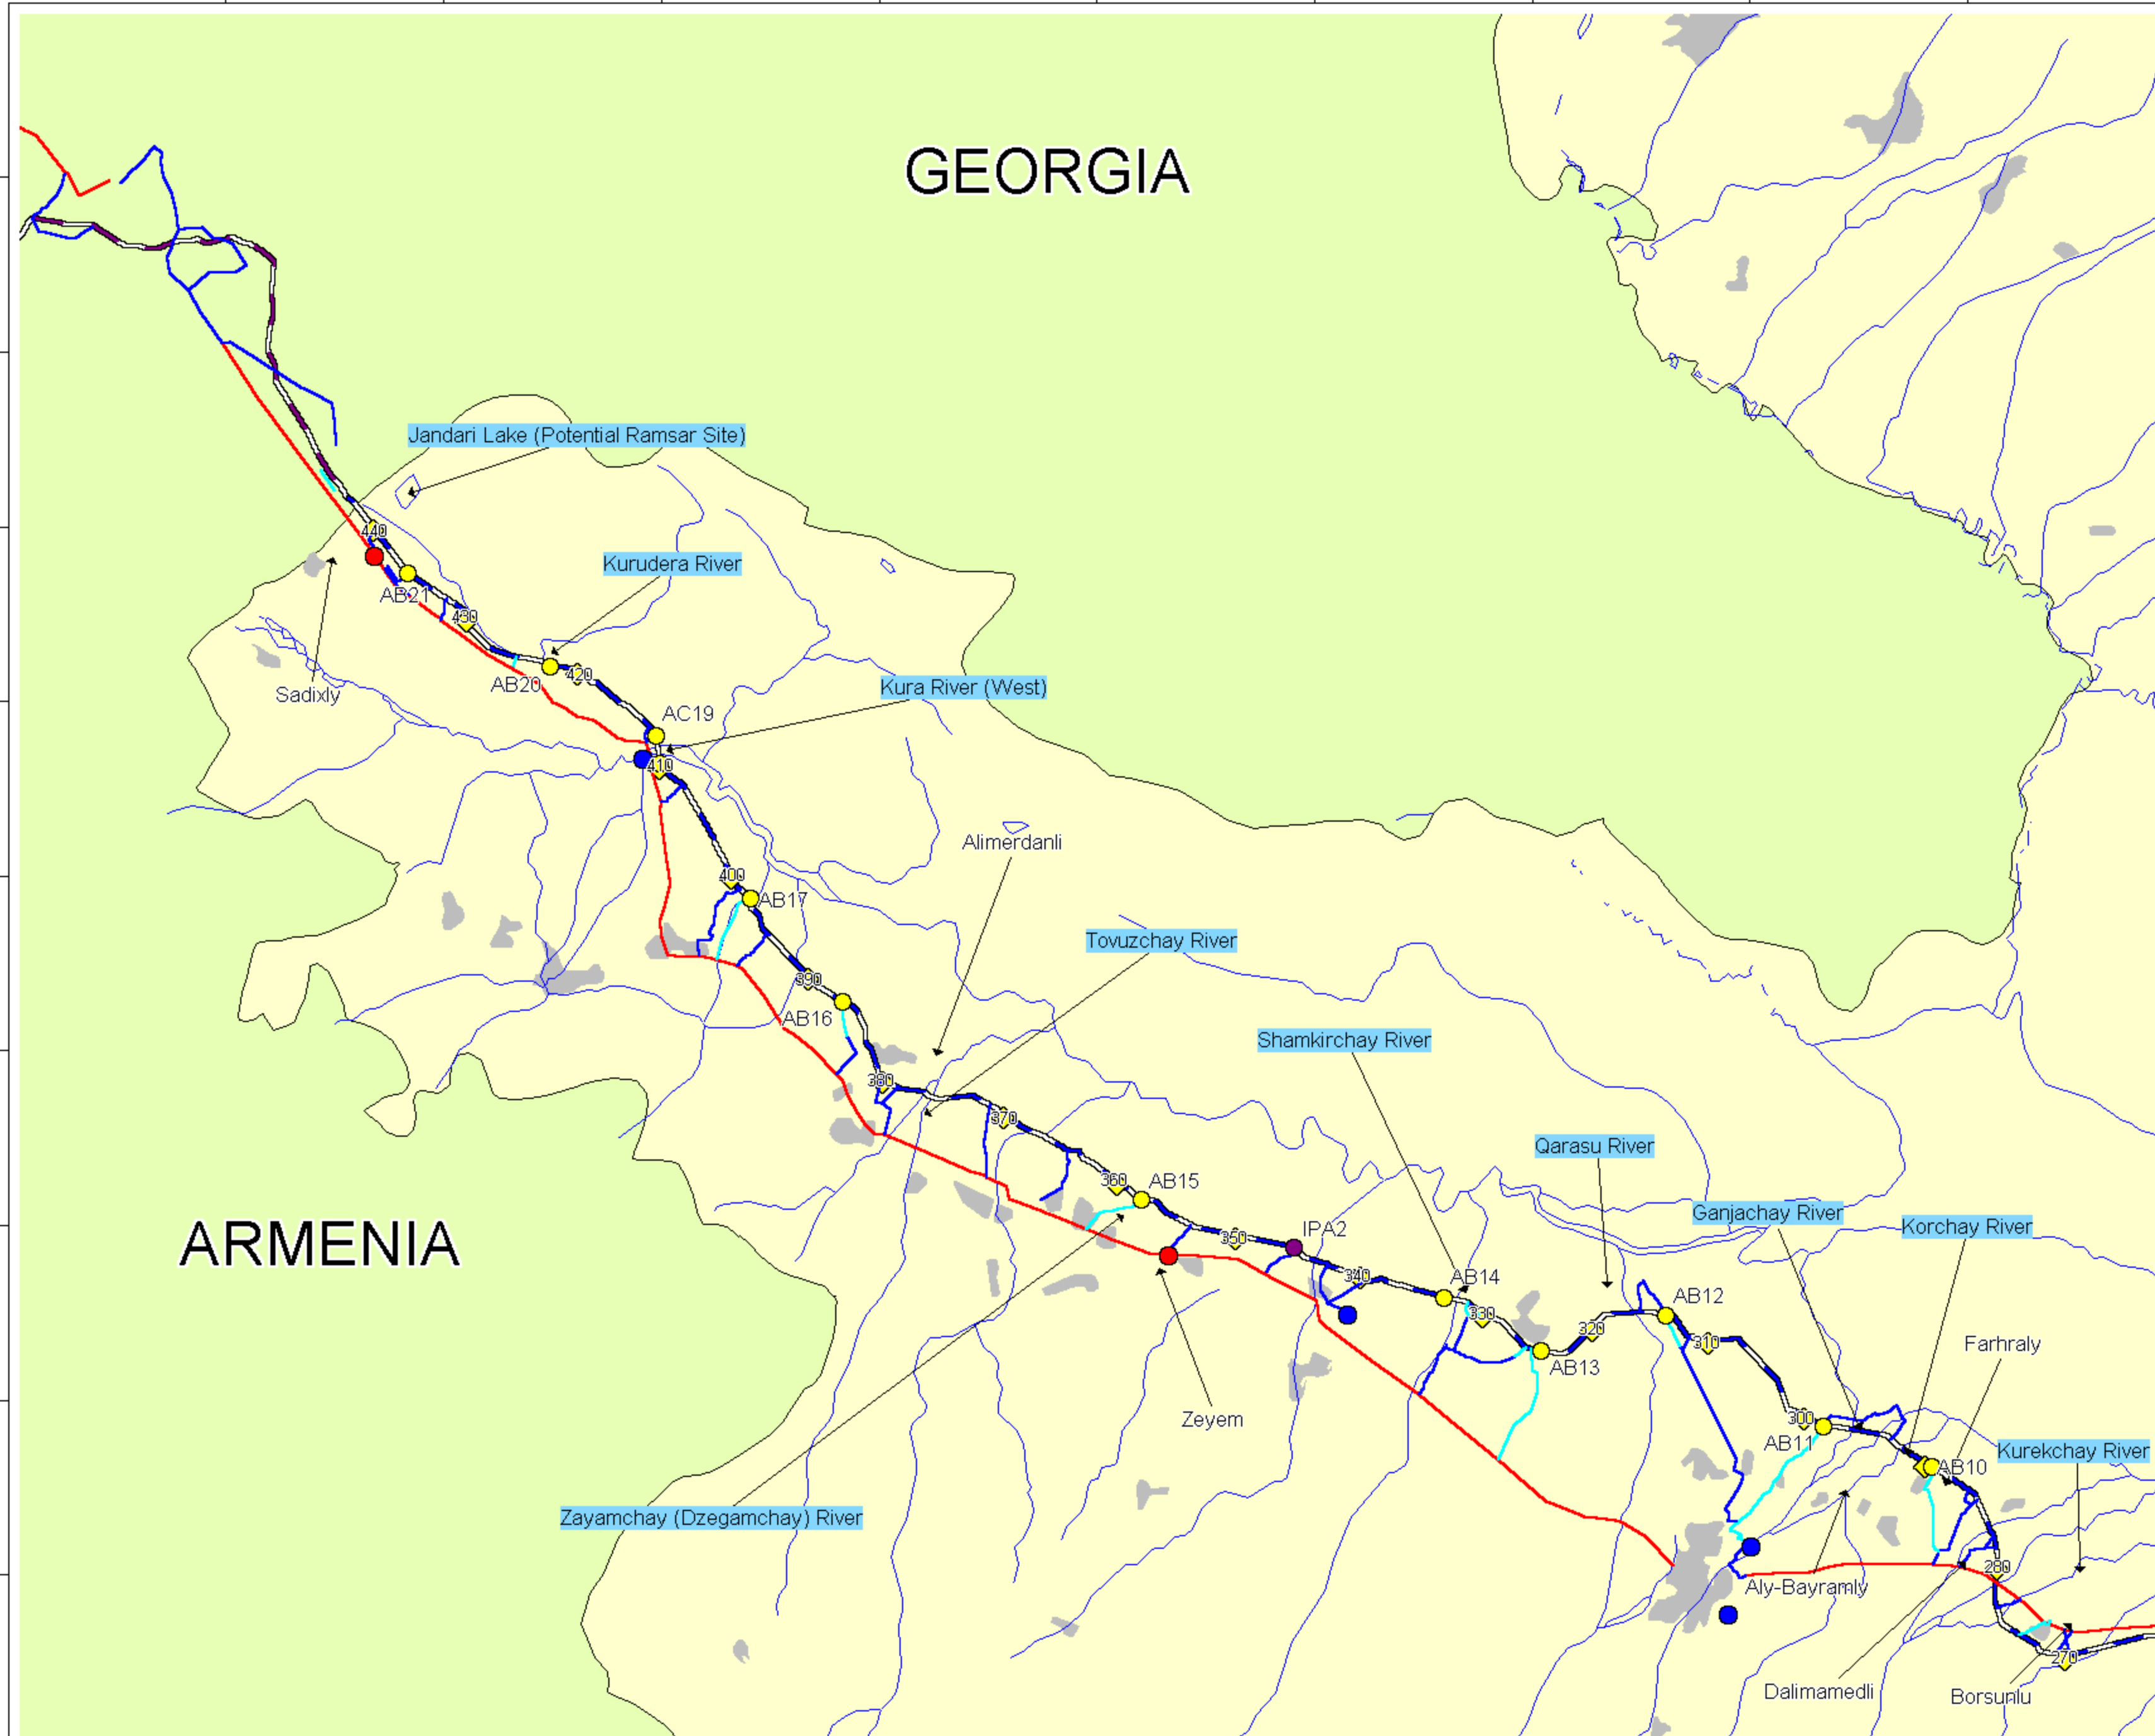 GEORGIA
Jandari Lake (Potential Ramsar Site)
440
Kurudera River
AB21
430
Sadixly
AB20
420
Kura River (West)
AC19
410
Alimerdanli
400
AB17
Tovuzchay River
390
AB16
Shamkirchay River
380
370
Qarasu River
360
AB15
ARMENIA
Ganjachay River
Korchay River
350
IPA2
340
AB14
330
AB12
320
310
Farhraly
AB13
Zeyem
300
AB11
Kurekchay River
AB10
Zayamchay (Dzegamchay) River
280
Aly-Bayramly
270
Dalimamedli
Borsunlu